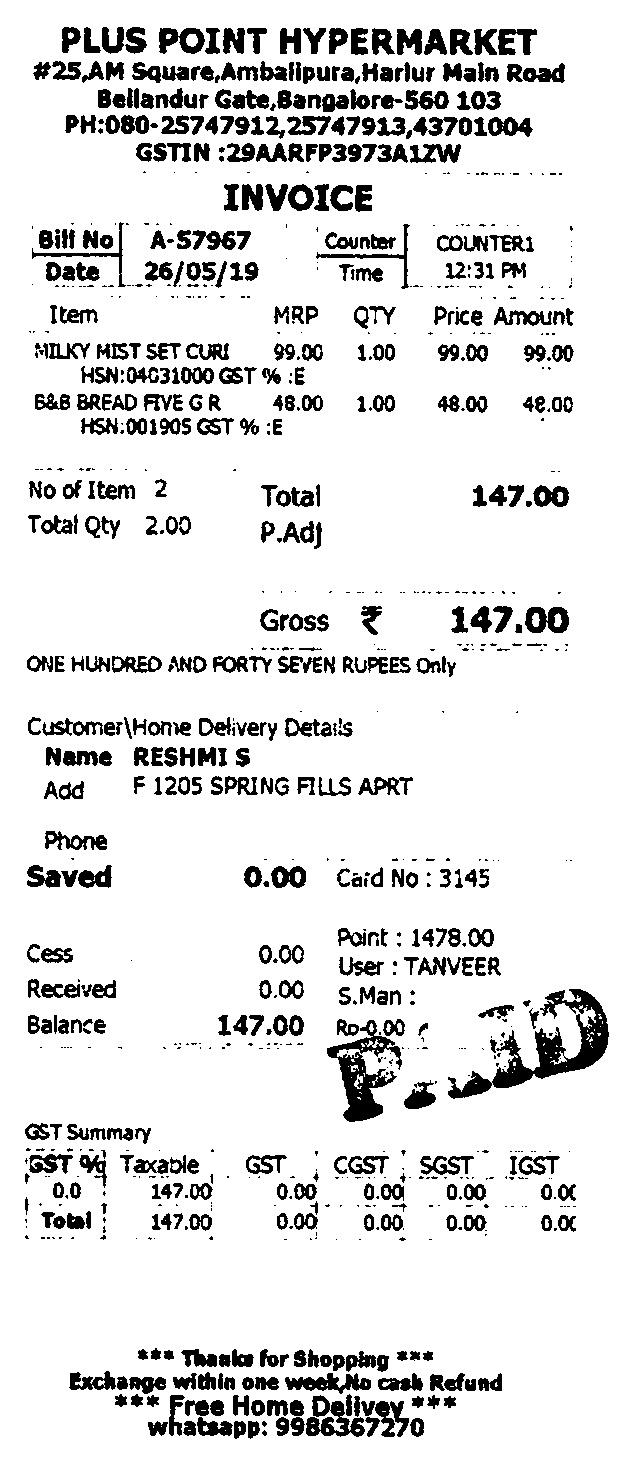 PLUS POINT HYPERMARKET
#25,AM Square,Ambalipura,Harlur Main Road
Bellandur Gate,Bangalore-560 103
PH:080-25747912,25747913,43701004
GSTIN :29AARFP3973A1ZW
INVOICE
Bill No A-57967 Counter COUNTER1
Date 26/05/19 Time 12:31 PM
Item MRP QTY Price Amount
MILKY MIST SET CURI 99.00 1.00 99.00 99.00
HSN:04031000 GST % :E
B&B BREAD FIVE G R 48.00 1.00 48.00 48.00
HSN:001905 GST % :E
No of Item 2 Total 147.00
Total Qty 2.00 P.Adj
Gross ₹ 147.00
ONE HUNDRED AND FORTY SEVEN RUPEES Only
Customer\Home Delivery Details
Name RESHMI S
Add F 1205 SPRING FILLS APRT
Phone
Saved 0.00 Card No : 3145
Point : 1478.00
Cess 0.00
User : TANVEER
Received 0.00 S.Man :
Balance 147.00 Rp-0.00
PAID
GST Summary
GST % Taxable GST CGST SGST IGST
0.0 147.00 0.00 0.00 0.00 0.00
Total 147.00 0.00 0.00 0.00 0.00
*** Thanks for Shopping ***
Exchange within one week,No cash Refund
*** Free Home Delivey ***
whatsapp: 9986367270